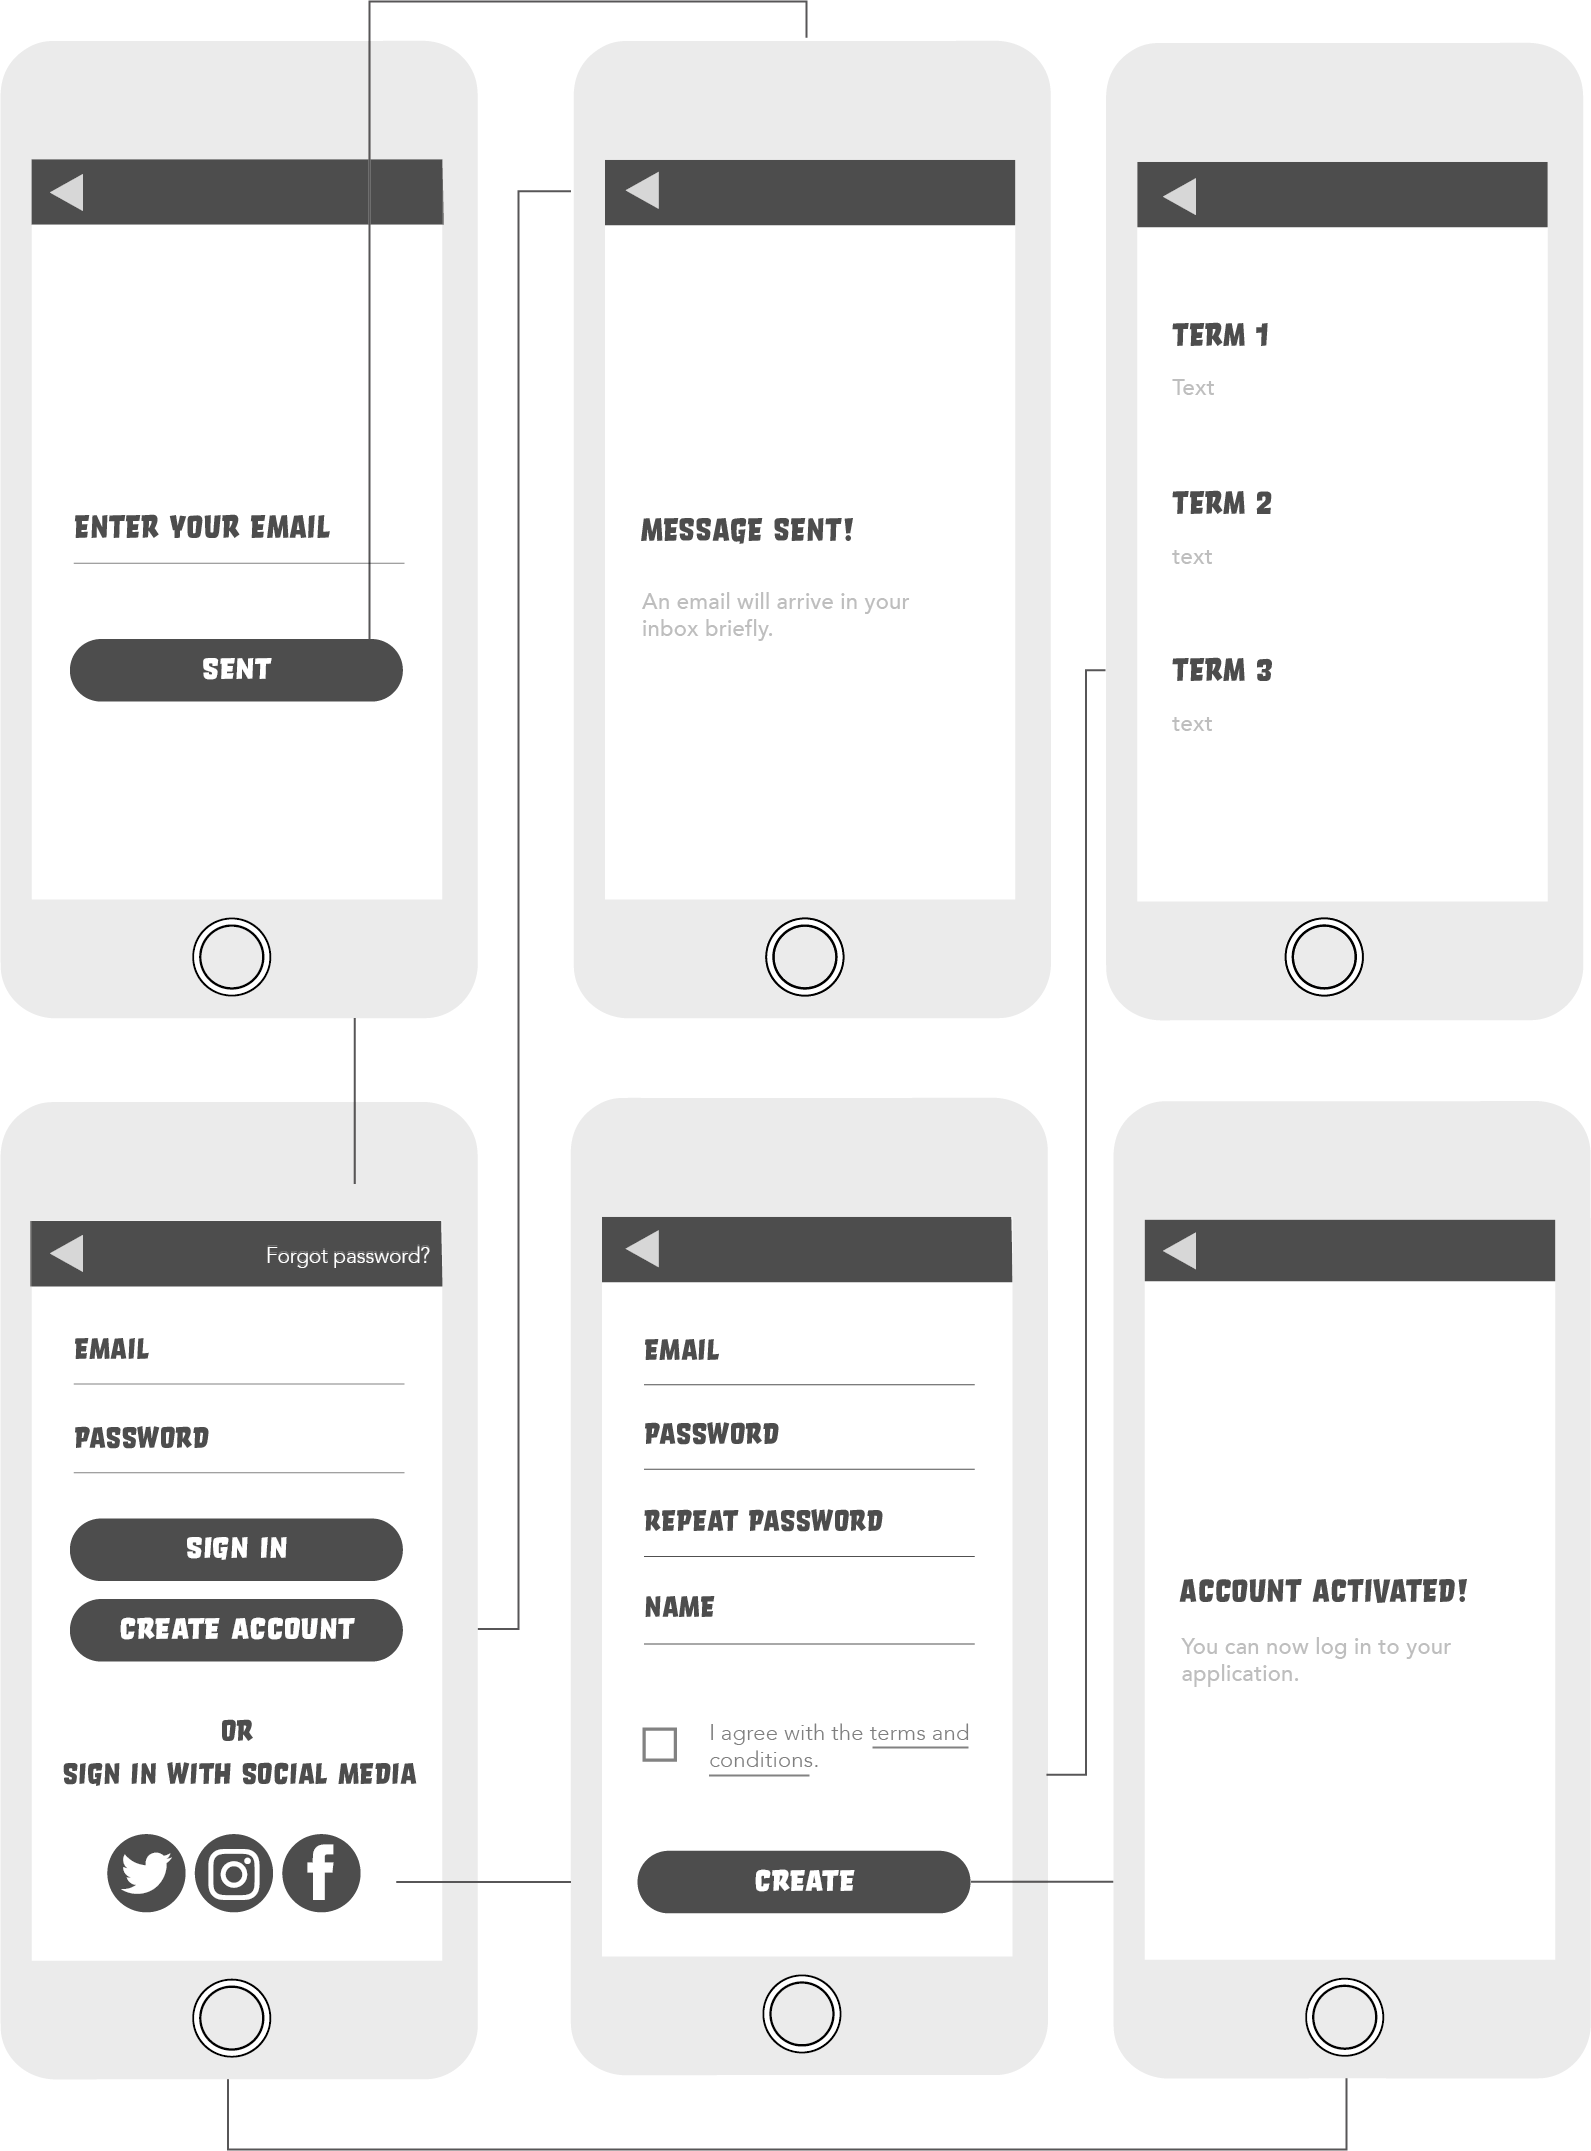 ENTER YOUR EMAIL
SENT
MESSAGE SENT!
An email will arrive in your
inbox briefly.
TERM 1
Text
TERM 2
text
TERM 3
text
Forgot password?
EMAIL
PASSWORD
SIGN IN
CREATE ACCOUNT
OR
SIGN IN WITH SOCIAL MEDIA
EMAIL
PASSWORD
REPEAT PASSWORD
NAME
I agree with the terms and
conditions.
CREATE
ACCOUNT ACTIVATED!
You can now log in to your
application.